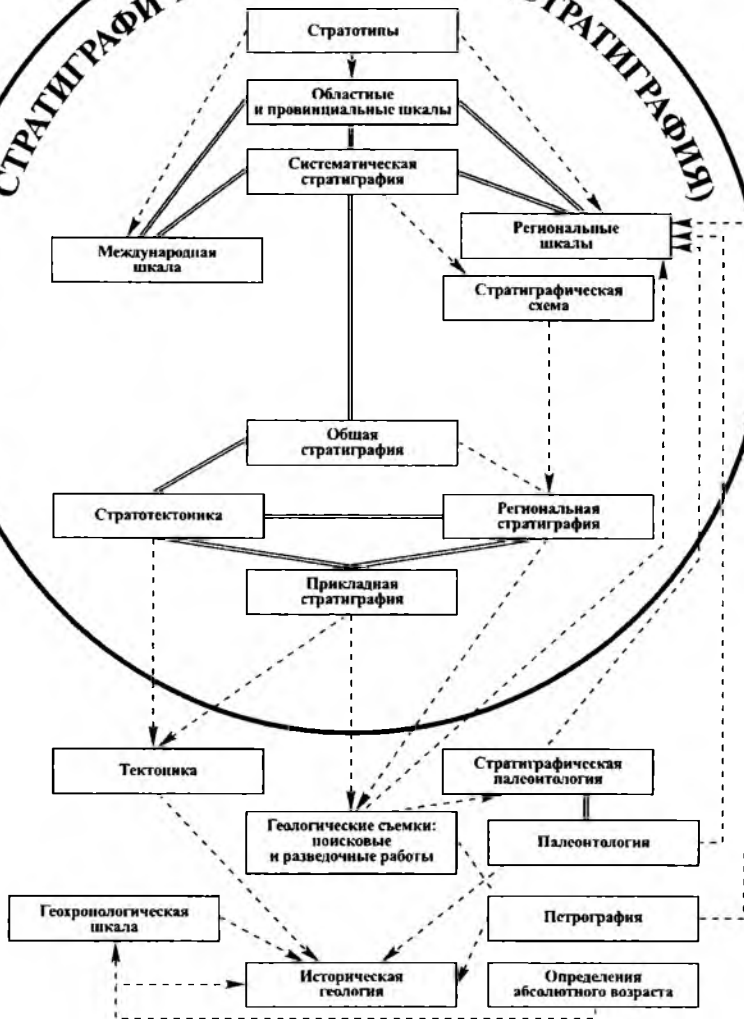 СТРАТИГРАФИ
СТРАТИГРАФИЯ)
Стратотипы
Областные
и провинциальные шкалы
Систематическая
стратиграфия
Международная
шкала
Региональные
шкалы
Стратиграфическая
схема
Общая
стратиграфия
Стратотектоника
Региональная
стратиграфия
Прикладная
стратиграфия
Тектоника
Стратиграфическая
палеонтология
Геологические съемки:
поисковые
и разведочные работы
Палеонтология
Геохронологическая
шкала
Петрография
Историческая
геология
Определения
абсолютного возраста